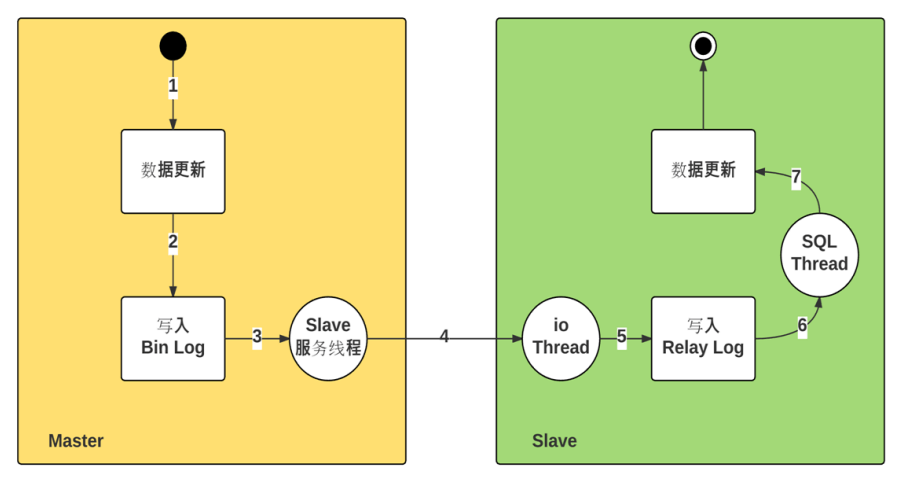 1
数据更新
2
写入
Bin Log
3
Slave
服务线程
Master
4
io
Thread
5
写入
Relay Log
6
SQL
Thread
7
数据更新
Slave